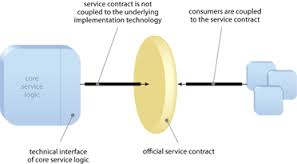 service contract is not
coupled to the underlying
implementation technology
consumers are coupled
to the service contract
core
service
logic
technical interface
of core service logic
official service contract